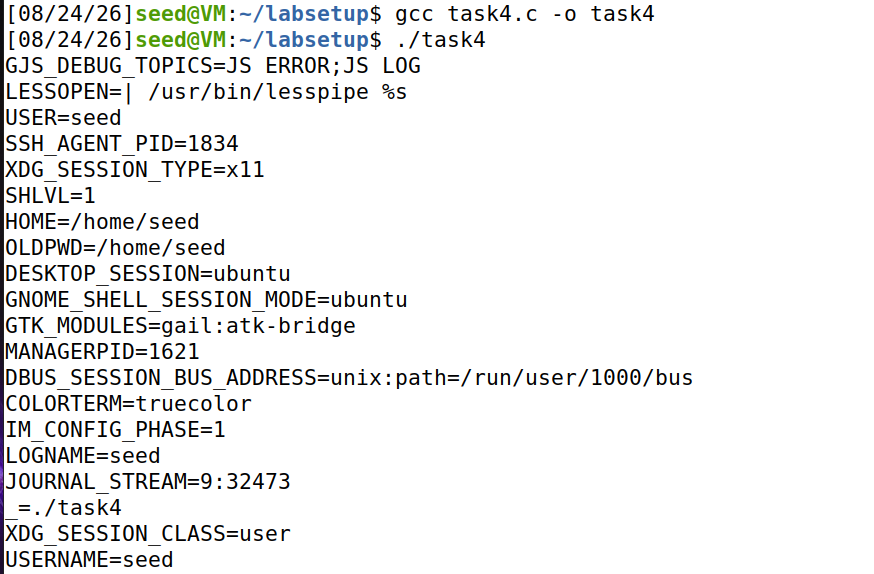 [08/24/26]seed@VM:~/labsetup$ gcc task4.c -o task4
[08/24/26]seed@VM:~/labsetup$ ./task4
GJS_DEBUG_TOPICS=JS ERROR;JS LOG
LESSOPEN=| /usr/bin/lesspipe %s
USER=seed
SSH_AGENT_PID=1834
XDG_SESSION_TYPE=x11
SHLVL=1
HOME=/home/seed
OLDPWD=/home/seed
DESKTOP_SESSION=ubuntu
GNOME_SHELL_SESSION_MODE=ubuntu
GTK_MODULES=gail:atk-bridge
MANAGERPID=1621
DBUS_SESSION_BUS_ADDRESS=unix:path=/run/user/1000/bus
COLORTERM=truecolor
IM_CONFIG_PHASE=1
LOGNAME=seed
JOURNAL_STREAM=9:32473
_=./task4
XDG_SESSION_CLASS=user
USERNAME=seed